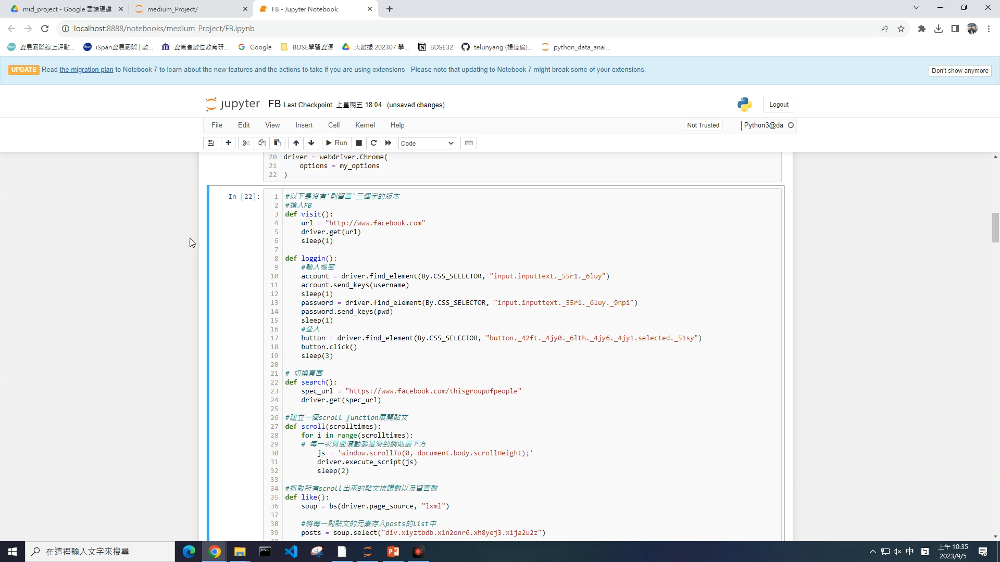 mid_project - Google 雲端硬碟
medium_Project/
FB - Jupyter Notebook
localhost:8888/notebooks/medium_Project/FB.ipynb
資展國際線上評點...
iSpan資展國際 | 數...
資策會數位教育研...
Google
BDSE學習資源
大數據 202307 學...
BDSE32
telunyang (楊德倫)...
python_data_anal...
UPDATE Read the migration plan to Notebook 7 to learn about the new features and the actions to take if you are using extensions - Please note that updating to Notebook 7 might break some of your extensions.
Don't show anymore
jupyter FB Last Checkpoint: 上星期五 18:04 (unsaved changes)
Logout
File Edit View Insert Cell Kernel Help
Not Trusted
Python3@da
Run
Code
20 driver = webdriver.Chrome(
21     options = my_options
22 )
In [22]:
1 #以下是沒有'則留言'三個字的版本
2 #進入FB
3 def visit():
4     url = "http://www.facebook.com"
5     driver.get(url)
6     sleep(1)
7
8 def loggin():
9     #輸入帳密
10     account = driver.find_element(By.CSS_SELECTOR, "input.inputtext._55r1._6luy")
11     account.send_keys(username)
12     sleep(1)
13     password = driver.find_element(By.CSS_SELECTOR, "input.inputtext._55r1._6luy._9npi")
14     password.send_keys(pwd)
15     sleep(1)
16     #登入
17     button = driver.find_element(By.CSS_SELECTOR, "button._42ft._4jy0._6lth._4jy6._4jy1.selected._51sy")
18     button.click()
19     sleep(3)
20
21 # 切換頁面
22 def search():
23     spec_url = "https://www.facebook.com/thisgroupofpeople"
24     driver.get(spec_url)
25
26 #建立一個scroll function展開貼文
27 def scroll(scrolltimes):
28     for i in range(scrolltimes):
29     # 每一次頁面滾動都是滑到網站最下方
30         js = 'window.scrollTo(0, document.body.scrollHeight);'
31         driver.execute_script(js)
32         sleep(2)
33
34 #抓取所有scroll出來的貼文按讚數以及留言數
35 def like():
36     soup = bs(driver.page_source, "lxml")
37
38     #將每一則貼文的元素存入posts的list中
39     posts = soup.select("div.x1yztbdb.x1n2onr6.xh8yej3.x1ja2u2z")
在這裡輸入文字來搜尋
中
上午 10:35
2023/9/5